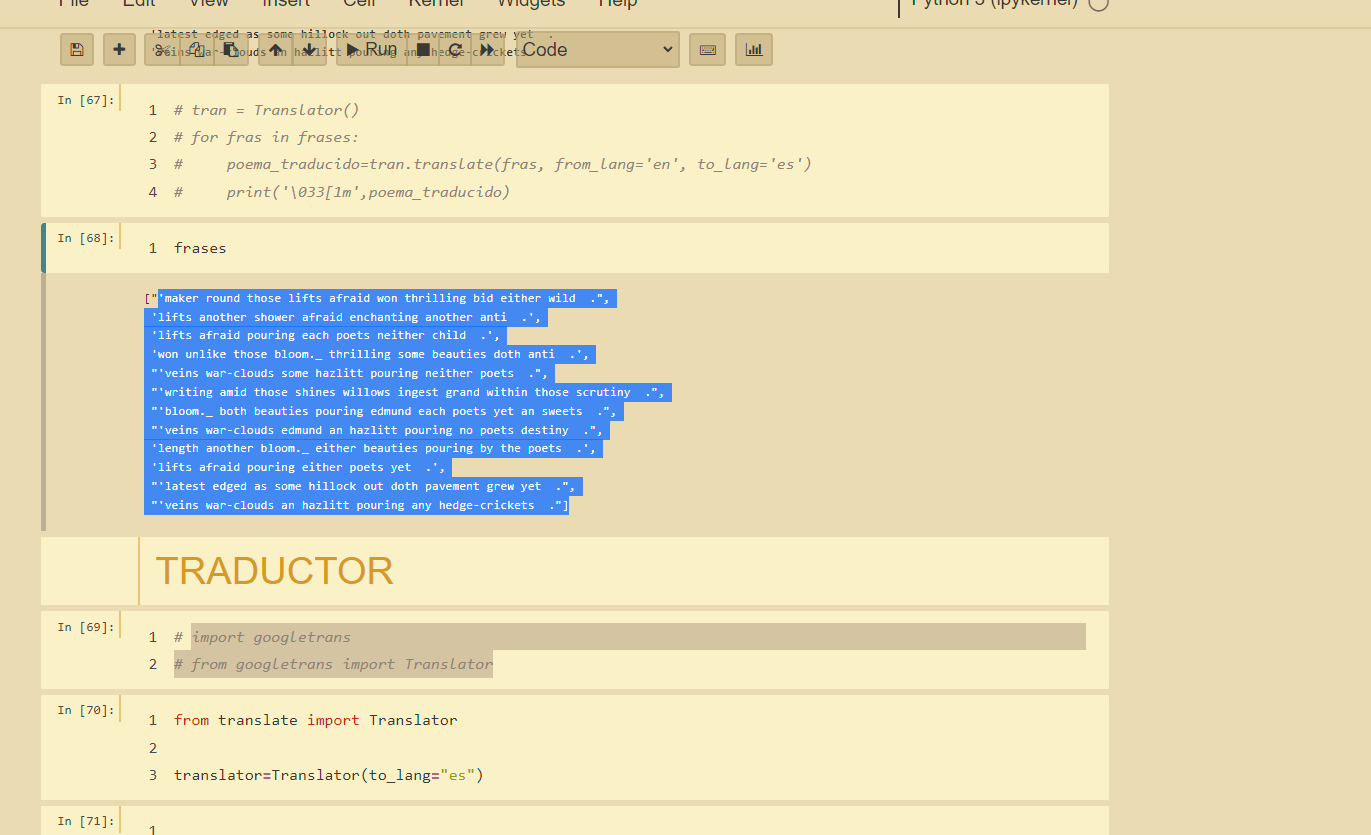 File Edit View Insert Cell Kernel Widgets Help
Python 3 (ipykernel)
'latest edged as some hillock out doth pavement grew yet  .
'veins war-clouds an hazlitt pouring any hedge-crickets
Run Code
In [67]:
1 # tran = Translator()
2 # for fras in frases:
3 #     poema_traducido=tran.translate(fras, from_lang='en', to_lang='es')
4 #     print('\033[1m',poema_traducido)
In [68]:
1 frases
["'maker round those lifts afraid won thrilling bid either wild  .",
'lifts another shower afraid enchanting another anti  .',
'lifts afraid pouring each poets neither child  .',
'won unlike those bloom._ thrilling some beauties doth anti  .',
"'veins war-clouds some hazlitt pouring neither poets  .",
"'writing amid those shines willows ingest grand within those scrutiny  .",
"'bloom._ both beauties pouring edmund each poets yet an sweets  .",
"'veins war-clouds edmund an hazlitt pouring no poets destiny  .",
'length another bloom._ either beauties pouring by the poets  .',
'lifts afraid pouring either poets yet  .',
"'latest edged as some hillock out doth pavement grew yet  .",
"'veins war-clouds an hazlitt pouring any hedge-crickets  ."]
TRADUCTOR
In [69]:
1 # import googletrans
2 # from googletrans import Translator
In [70]:
1 from translate import Translator
2
3 translator=Translator(to_lang="es")
In [71]:
1